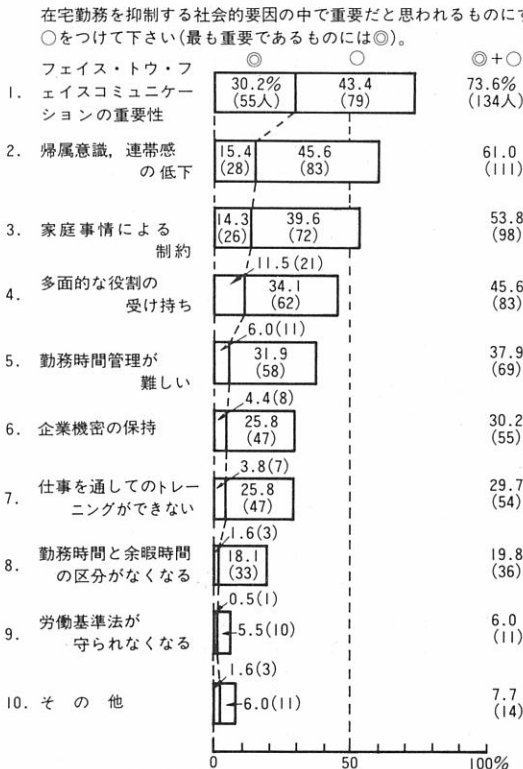 在宅勤務を抑制する社会的要因の中で重要だと思われるものに
○をつけて下さい(最も重要であるものには◎)。
◎ ○ ◎+○
1. フェイス・トウ・フ
ェイスコミュニケー
ションの重要性
30.2% 43.4 73.6%
(55人) (79) (134人)
2. 帰属意識，連帯感
の低下
15.4 45.6 61.0
(28) (83) (111)
3. 家庭事情による
制約
14.3 39.6 53.8
(26) (72) (98)
4. 多面的な役割の
受け持ち
11.5(21)
34.1 45.6
(62) (83)
5. 勤務時間管理が
難しい
6.0(11)
31.9 37.9
(58) (69)
6. 企業機密の保持
4.4(8)
25.8 30.2
(47) (55)
7. 仕事を通してのトレー
ニングができない
3.8(7)
25.8 29.7
(47) (54)
8. 勤務時間と余暇時間
の区分がなくなる
1.6(3)
18.1 19.8
(33) (36)
9. 労働基準法が
守られなくなる
0.5(1)
5.5(10) 6.0
(11)
10. その他
1.6(3)
6.0(11) 7.7
(14)
0 50 100%